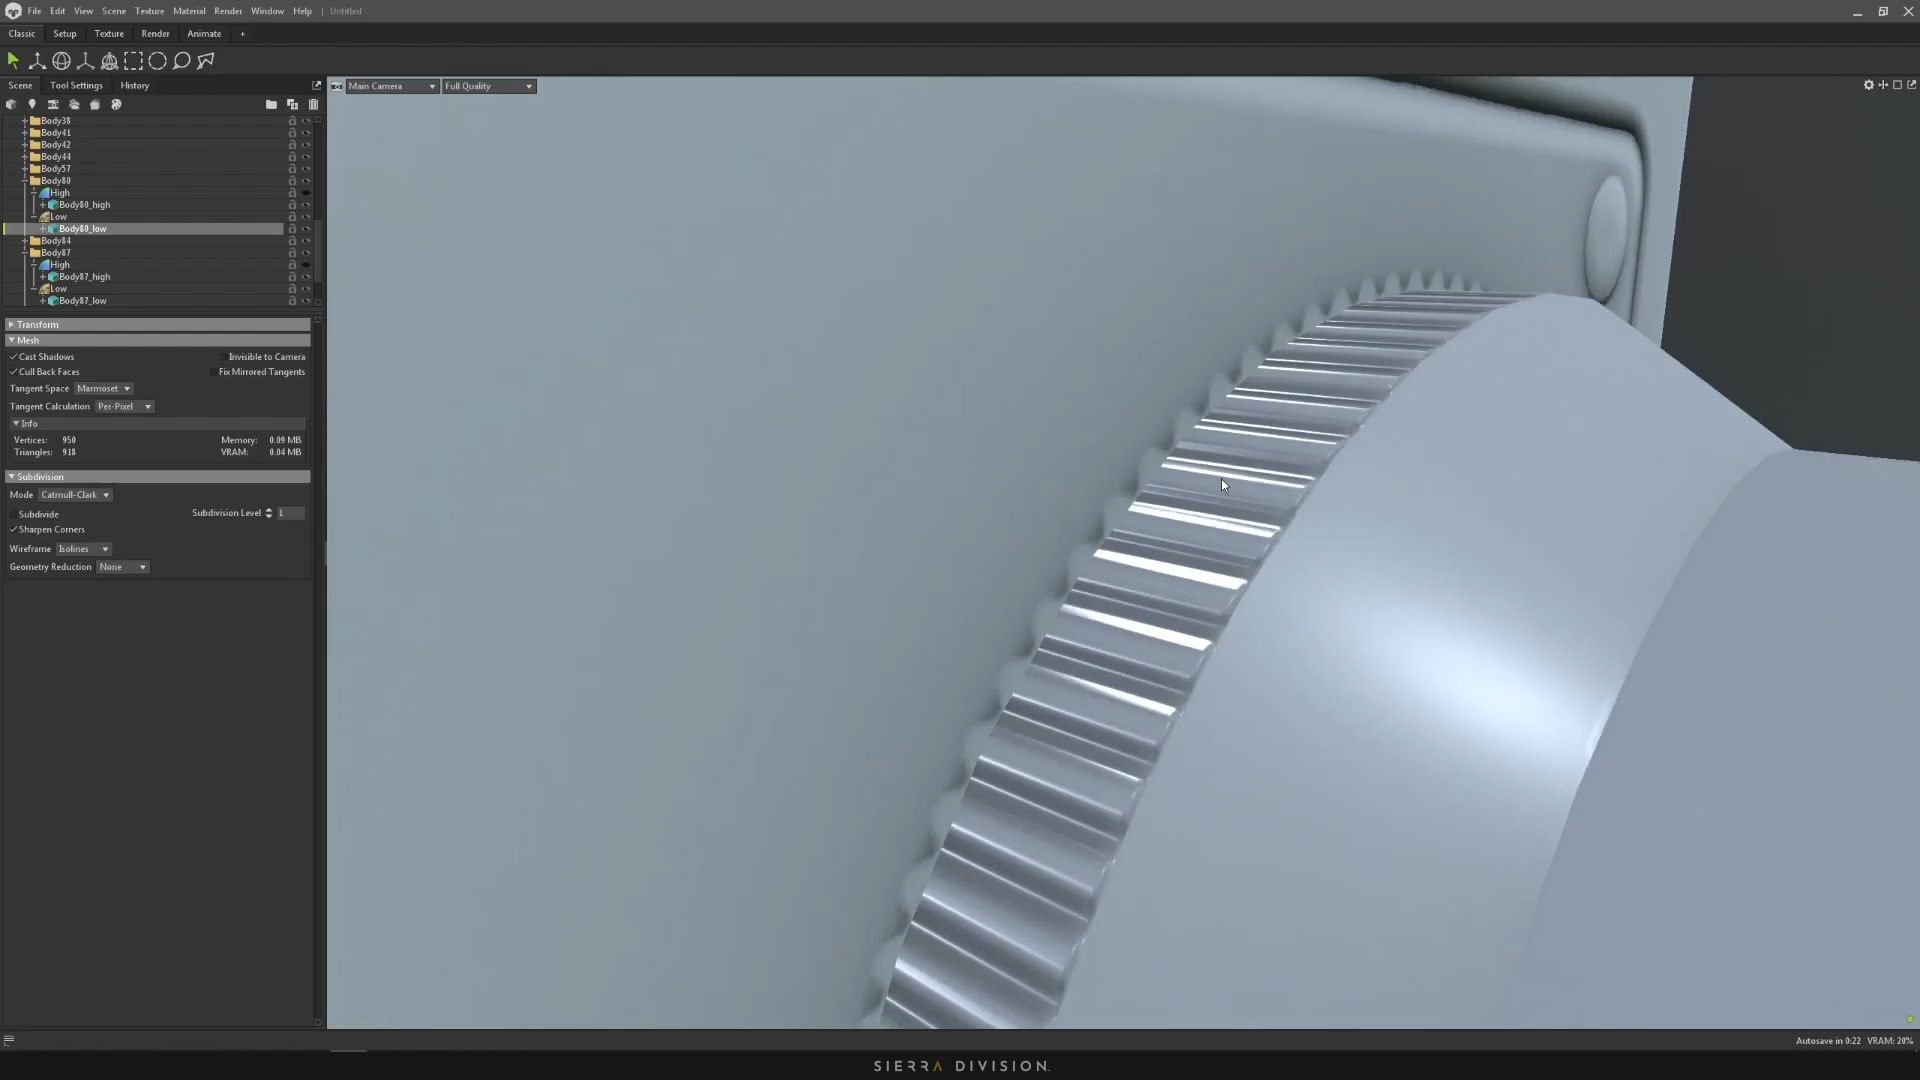 File Edit View Scene Texture Material Render Window Help | Untitled
Classic Setup Texture Render Animate +
Scene Tool Settings History
Main Camera Full Quality
Body38
Body41
Body42
Body44
Body57
Body80
High
Body80_high
Low
Body80_low
Body84
Body87
High
Body87_high
Low
Body87_low
Transform
Mesh
Cast Shadows Invisible to Camera
Cull Back Faces Fix Mirrored Tangents
Tangent Space Marmoset
Tangent Calculation Per-Pixel
Info
Vertices: 950 Memory: 0.09 MB
Triangles: 918 VRAM: 0.04 MB
Subdivision
Mode Catmull-Clark
Subdivide Subdivision Level 1
Sharpen Corners
Wireframe Isolines
Geometry Reduction None
Autosave in 0:22 VRAM: 20%
SIERRA DIVISION.